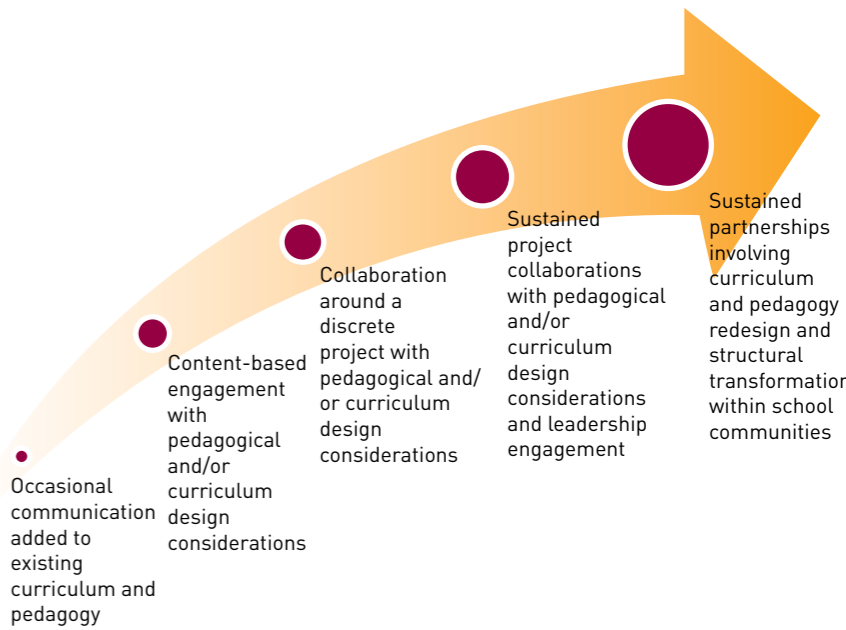 Occasional
communication
added to
existing
curriculum and
pedagogy
Content-based
engagement
with
pedagogical
and/or
curriculum
design
considerations
Collaboration
around a
discrete
project with
pedagogical and/
or curriculum
design
considerations
Sustained
project
collaborations
with pedagogical
and/or
curriculum
design
considerations
and leadership
engagement
Sustained
partnerships
involving
curriculum
and pedagogy
redesign and
structural
transformation
within school
communities